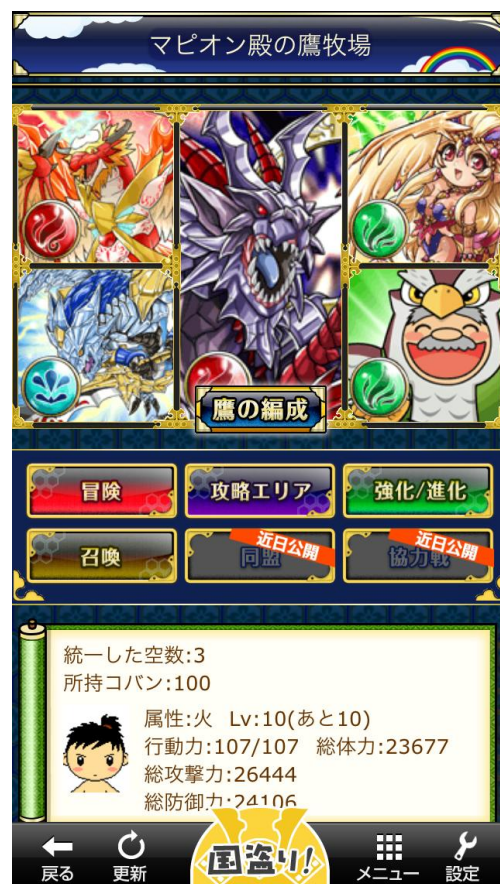 マピオン殿の鷹牧場
鷹の編成
冒険
攻略エリア
強化/進化
召喚
同盟
近日公開
協力戦
近日公開
統一した空数:3
所持コバン:100
属性:火 Lv:10(あと10)
行動力:107/107 総体力:23677
総攻撃力:26444
総防御力:24106
戻る
更新
国盗り!
メニュー
設定